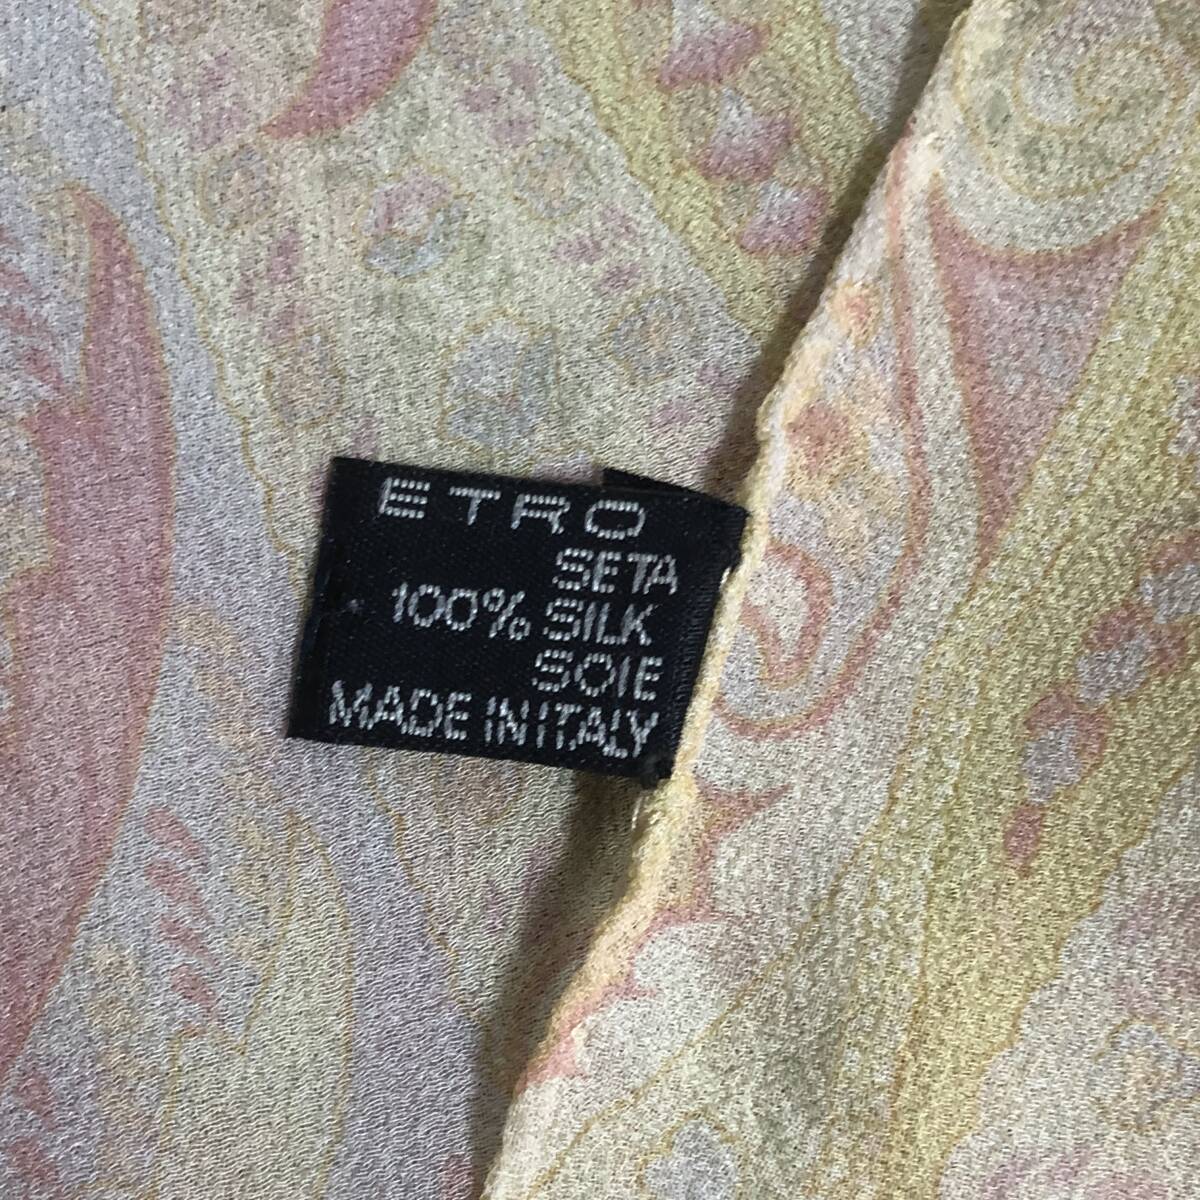 ETRO
SETA
100% SILK
SOIE
MADE IN ITALY